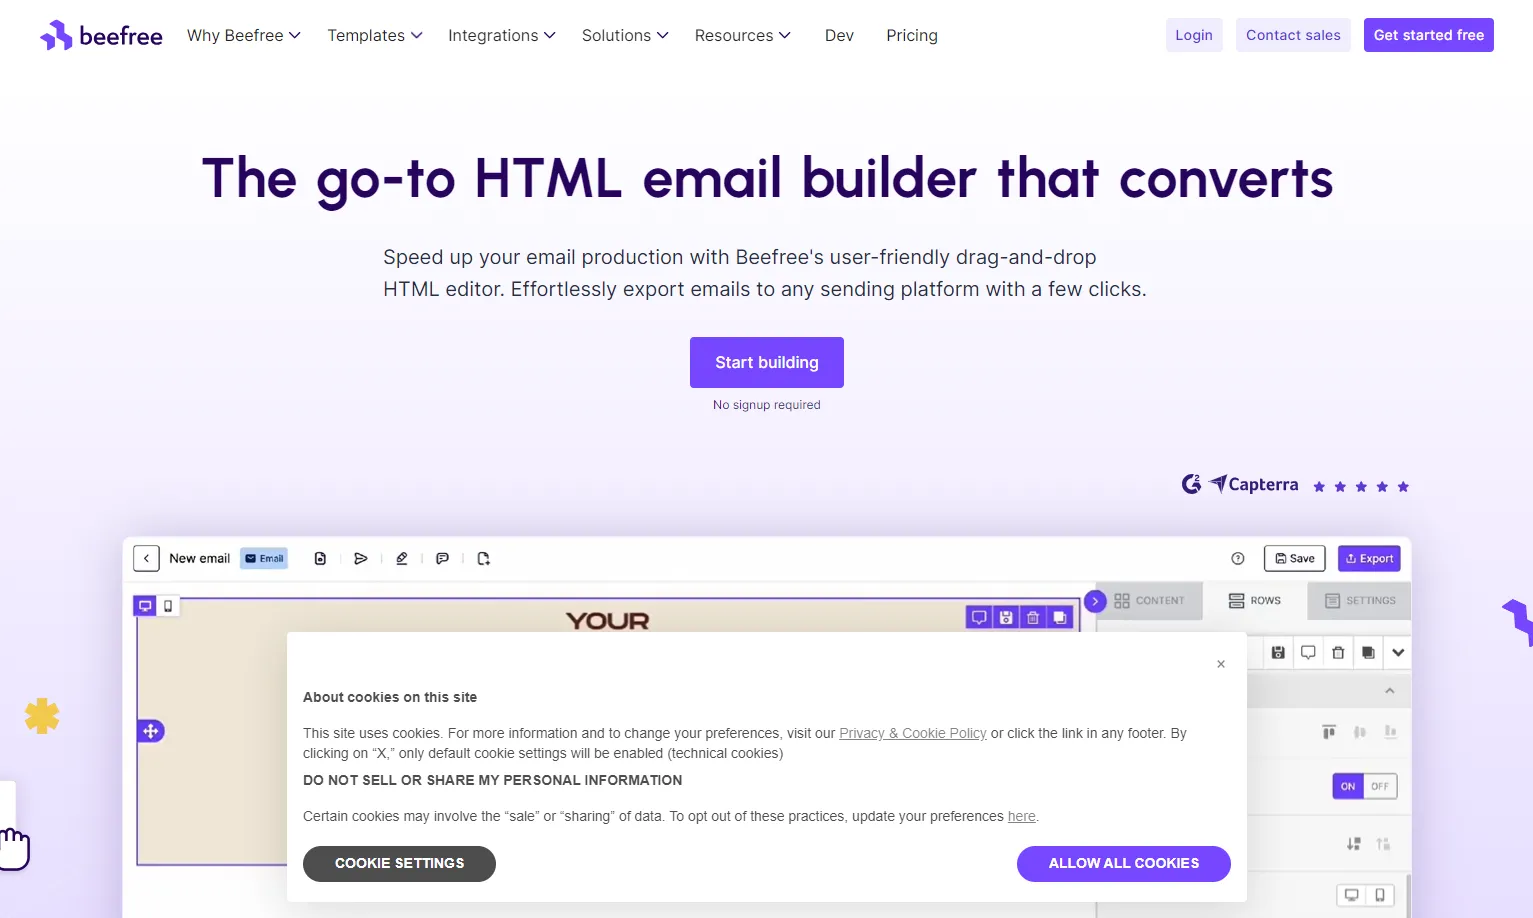 beefree
Why Beefree
Templates
Integrations
Solutions
Resources
Dev
Pricing
Login
Contact sales
Get started free
The go-to HTML email builder that converts
Speed up your email production with Beefree's user-friendly drag-and-drop
HTML editor. Effortlessly export emails to any sending platform with a few clicks.
Start building
No signup required
G2
Capterra
New email
Email
Save
Export
YOUR
CONTENT
ROWS
SETTINGS
×
About cookies on this site
This site uses cookies. For more information and to change your preferences, visit our Privacy & Cookie Policy or click the link in any footer. By
clicking on “X,” only default cookie settings will be enabled (technical cookies)
DO NOT SELL OR SHARE MY PERSONAL INFORMATION
Certain cookies may involve the “sale” or “sharing” of data. To opt out of these practices, update your preferences here.
COOKIE SETTINGS
ALLOW ALL COOKIES
ON
OFF